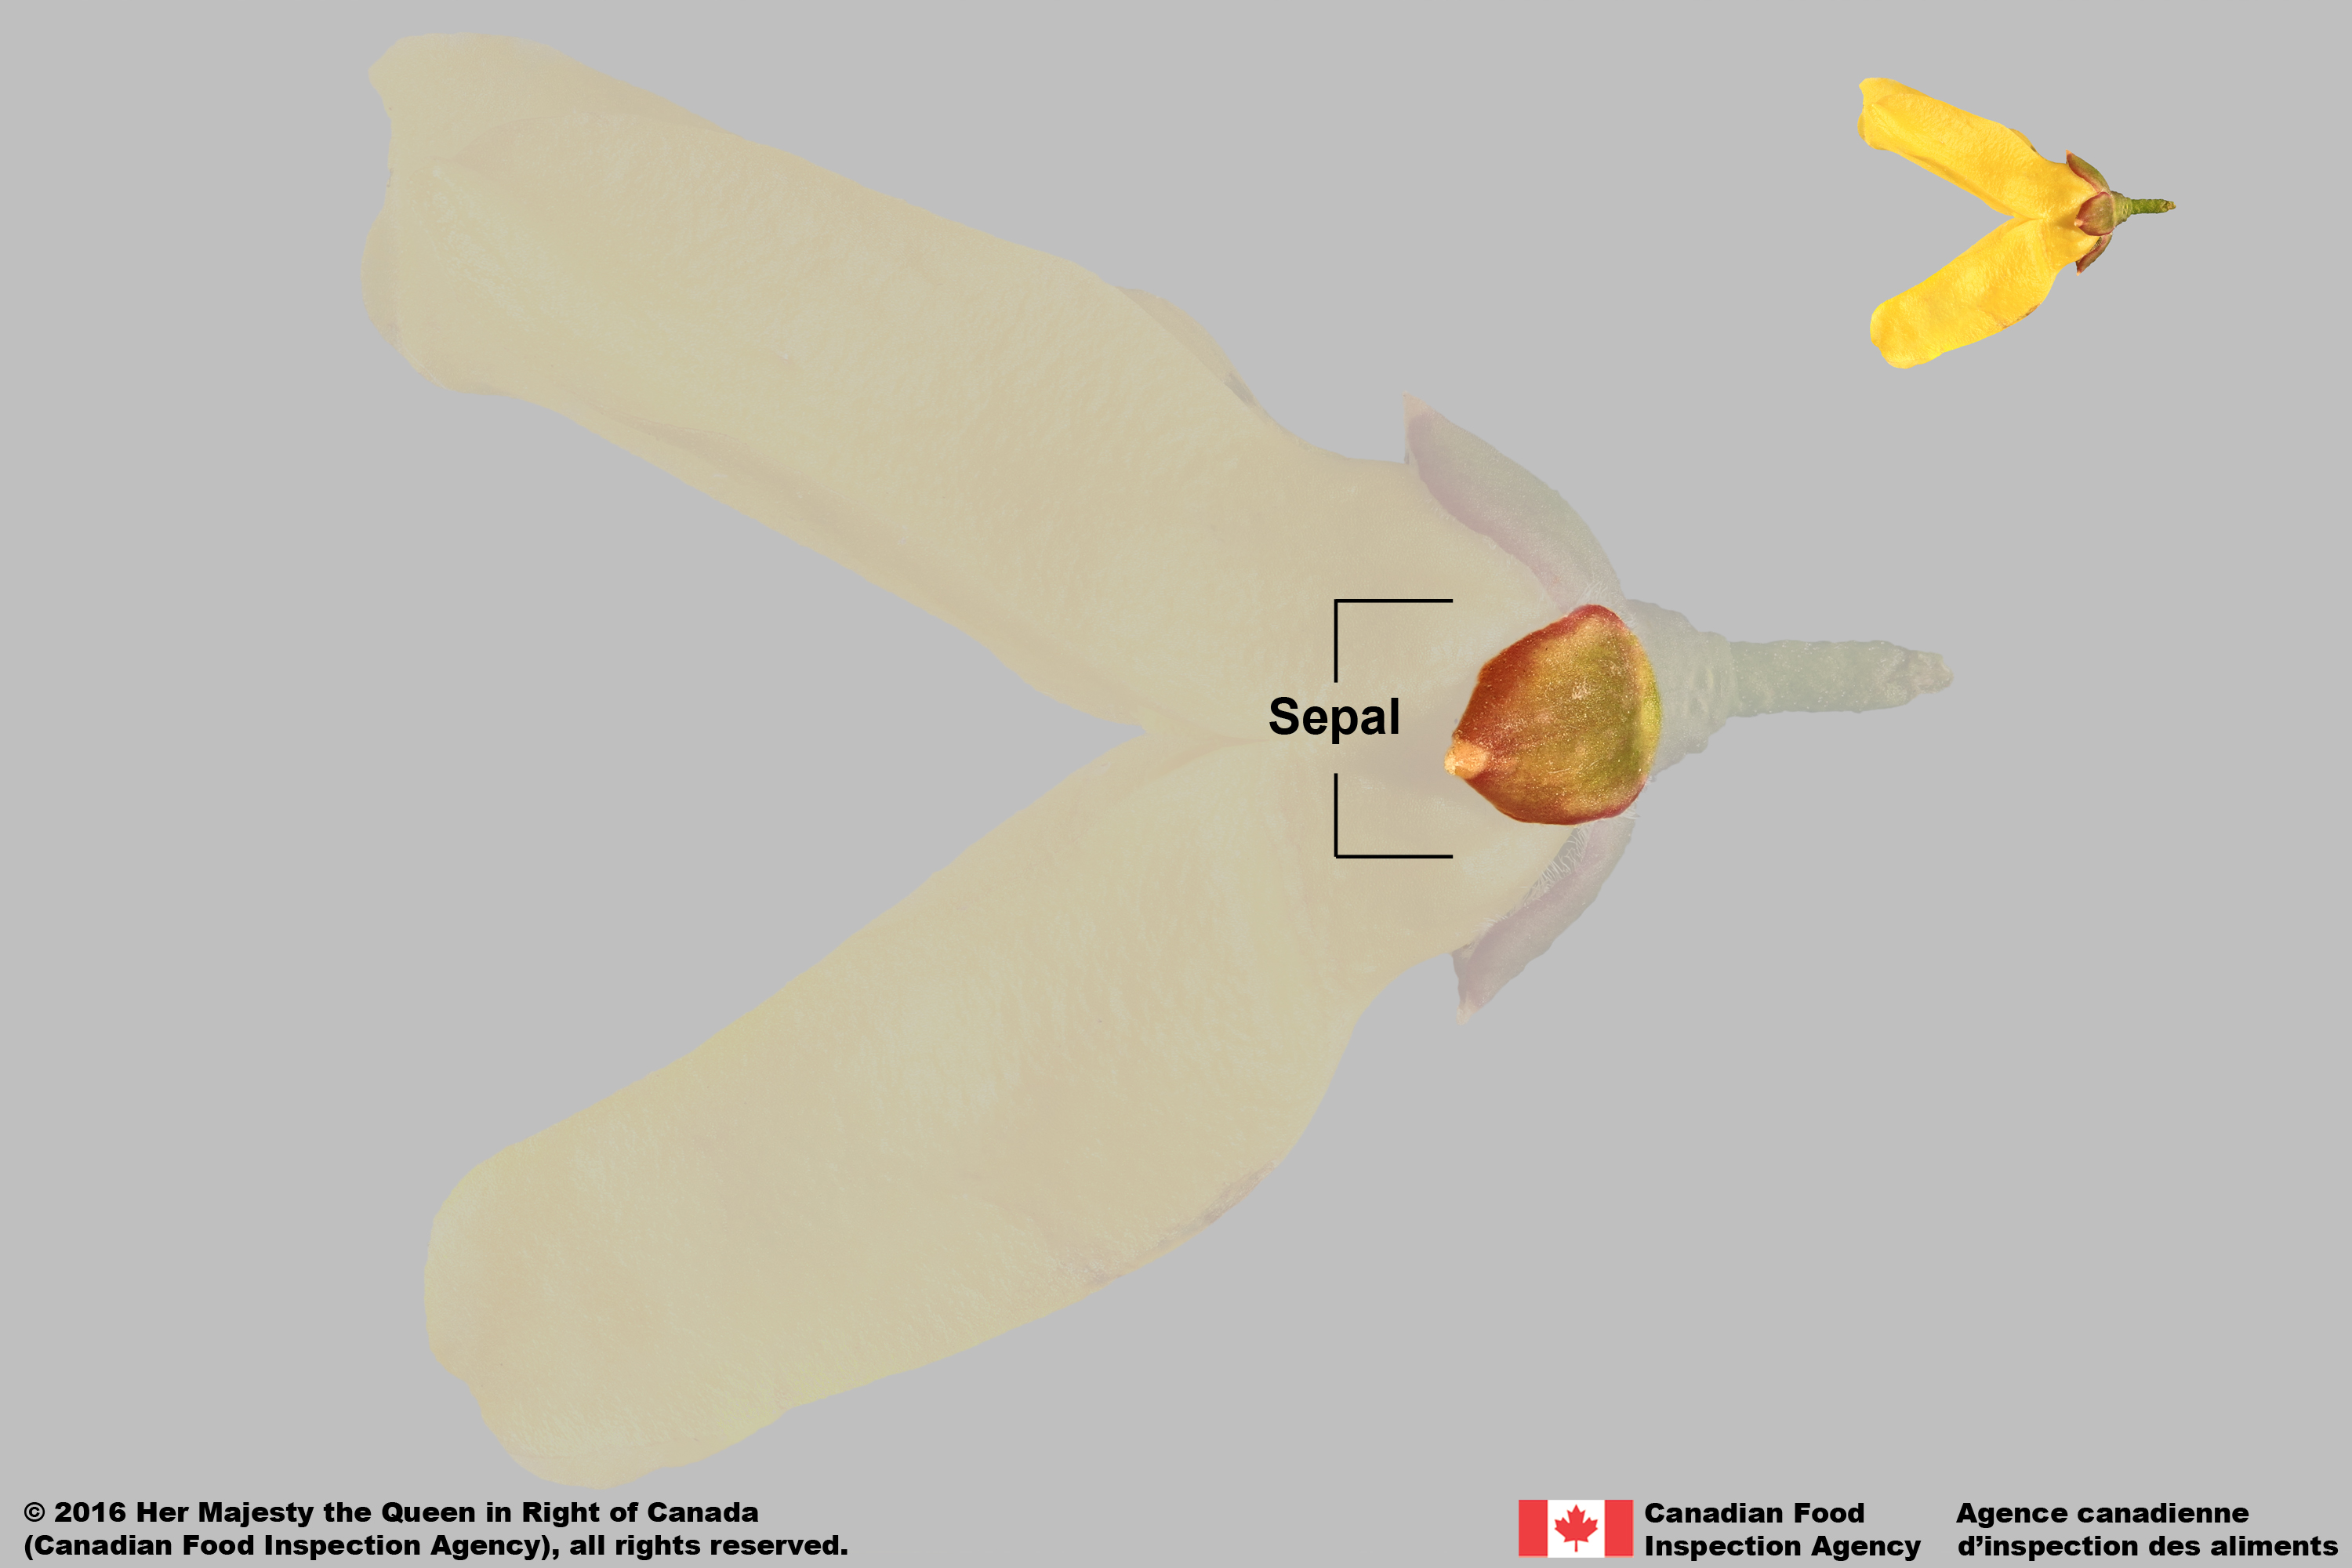 Sepal
© 2016 Her Majesty the Queen in Right of Canada
(Canadian Food Inspection Agency), all rights reserved.
Canadian Food
Inspection Agency
Agence canadienne
d’inspection des aliments